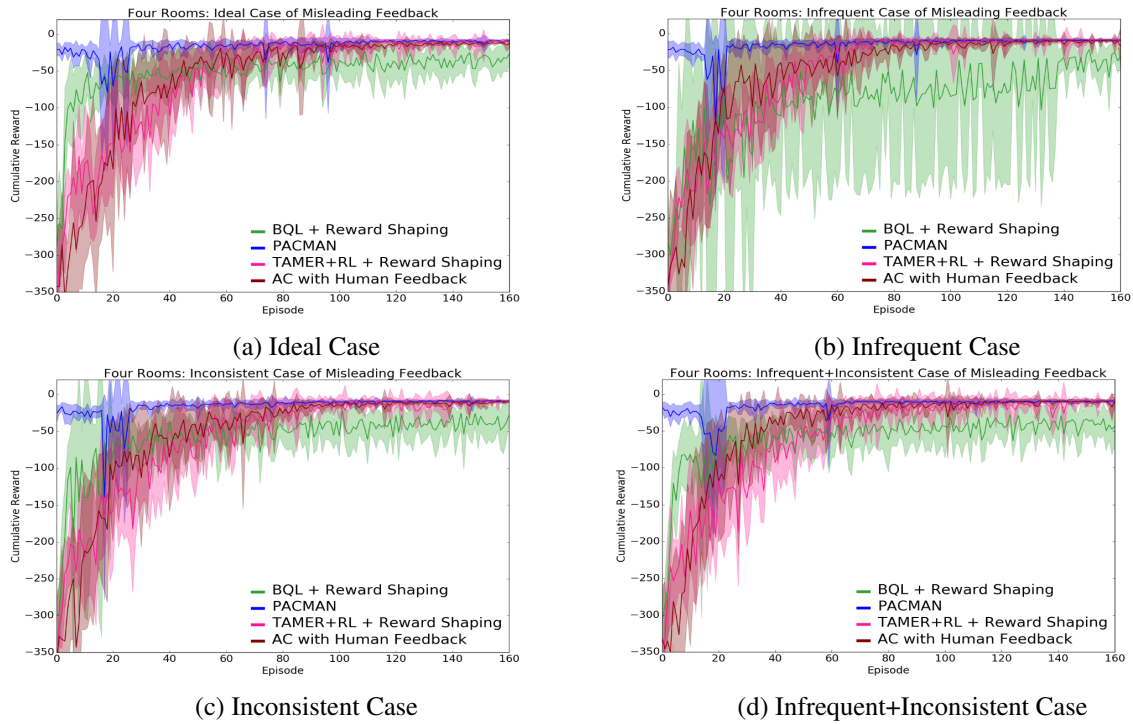 Four Rooms: Ideal Case of Misleading Feedback
0
−50
−100
−150
−200
−250
−300
−350
Cumulative Reward
BQL + Reward Shaping
PACMAN
TAMER+RL + Reward Shaping
AC with Human Feedback
0 20 40 60 80 100 120 140 160
Episode
(a) Ideal Case
Four Rooms: Infrequent Case of Misleading Feedback
0
−50
−100
−150
−200
−250
−300
−350
Cumulative Reward
BQL + Reward Shaping
PACMAN
TAMER+RL + Reward Shaping
AC with Human Feedback
0 20 40 60 80 100 120 140 160
Episode
(b) Infrequent Case
Four Rooms: Inconsistent Case of Misleading Feedback
0
−50
−100
−150
−200
−250
−300
−350
Cumulative Reward
BQL + Reward Shaping
PACMAN
TAMER+RL + Reward Shaping
AC with Human Feedback
0 20 40 60 80 100 120 140 160
Episode
(c) Inconsistent Case
Four Rooms: Infrequent+Inconsistent Case of Misleading Feedback
0
−50
−100
−150
−200
−250
−300
−350
Cumulative Reward
BQL + Reward Shaping
PACMAN
TAMER+RL + Reward Shaping
AC with Human Feedback
0 20 40 60 80 100 120 140 160
Episode
(d) Infrequent+Inconsistent Case